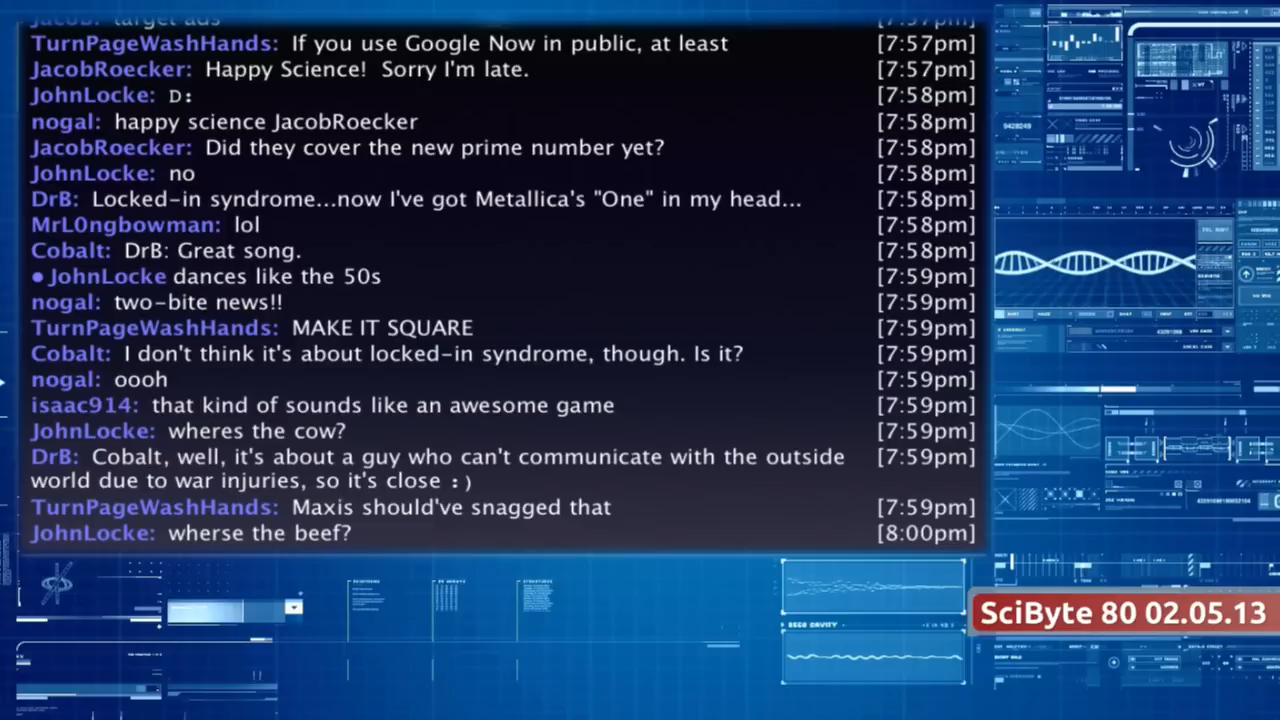 Jacob: target ads [7:57pm]
TurnPageWashHands: If you use Google Now in public, at least [7:57pm]
JacobRoecker: Happy Science!  Sorry I'm late. [7:57pm]
JohnLocke: D: [7:58pm]
nogal: happy science JacobRoecker [7:58pm]
JacobRoecker: Did they cover the new prime number yet? [7:58pm]
JohnLocke: no [7:58pm]
DrB: Locked-in syndrome...now I've got Metallica's "One" in my head... [7:58pm]
MrL0ngbowman: lol [7:58pm]
Cobalt: DrB: Great song. [7:58pm]
• JohnLocke dances like the 50s [7:59pm]
nogal: two-bite news!! [7:59pm]
TurnPageWashHands: MAKE IT SQUARE [7:59pm]
Cobalt: I don't think it's about locked-in syndrome, though. Is it? [7:59pm]
nogal: oooh [7:59pm]
isaac914: that kind of sounds like an awesome game [7:59pm]
JohnLocke: wheres the cow? [7:59pm]
DrB: Cobalt, well, it's about a guy who can't communicate with the outside [7:59pm]
world due to war injuries, so it's close :)
TurnPageWashHands: Maxis should've snagged that [7:59pm]
JohnLocke: wherse the beef? [8:00pm]
9428249
SciByte 80 02.05.13